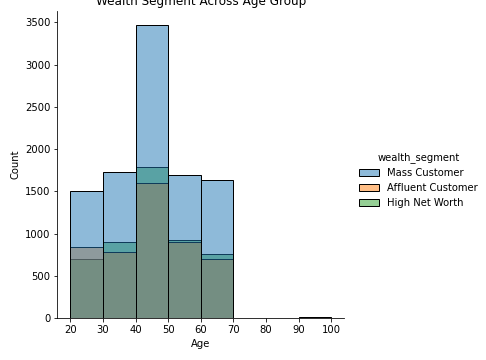 Wealth Segment Across Age Group
3500
3000
2500
2000
1500
1000
500
0
Count
20 30 40 50 60 70 80 90 100
Age
wealth_segment
Mass Customer
Affluent Customer
High Net Worth